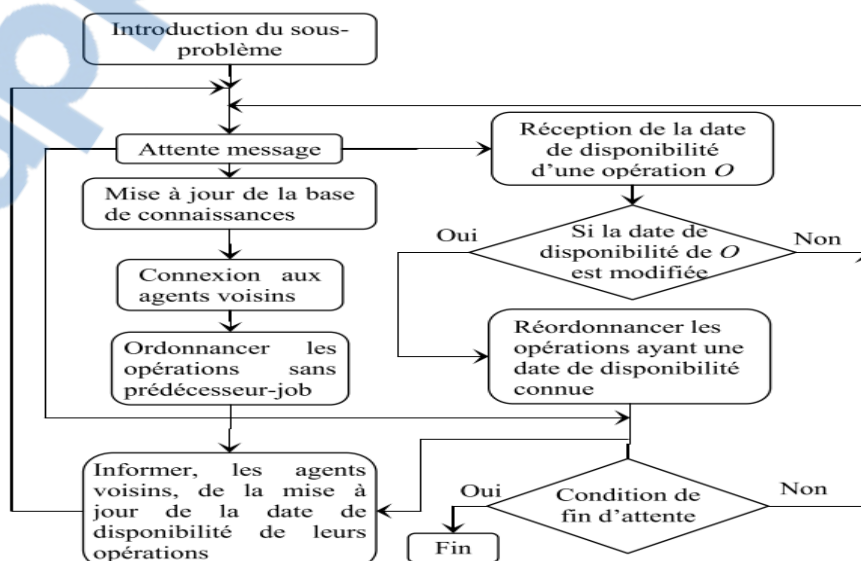 Introduction du sous-
problème
Attente message
Réception de la date
de disponibilité
d'une opération O
Mise à jour de la base
de connaissances
Oui
Si la date de
disponibilité de O
est modifiée
Non
Connexion aux
agents voisins
Ordonnancer les
opérations sans
prédécesseur-job
Réordonnancer les
opérations ayant une
date de disponibilité
connue
Informer, les agents
voisins, de la mise à
jour de la date de
disponibilité de leurs
opérations
Oui
Condition de
fin d'attente
Non
Fin